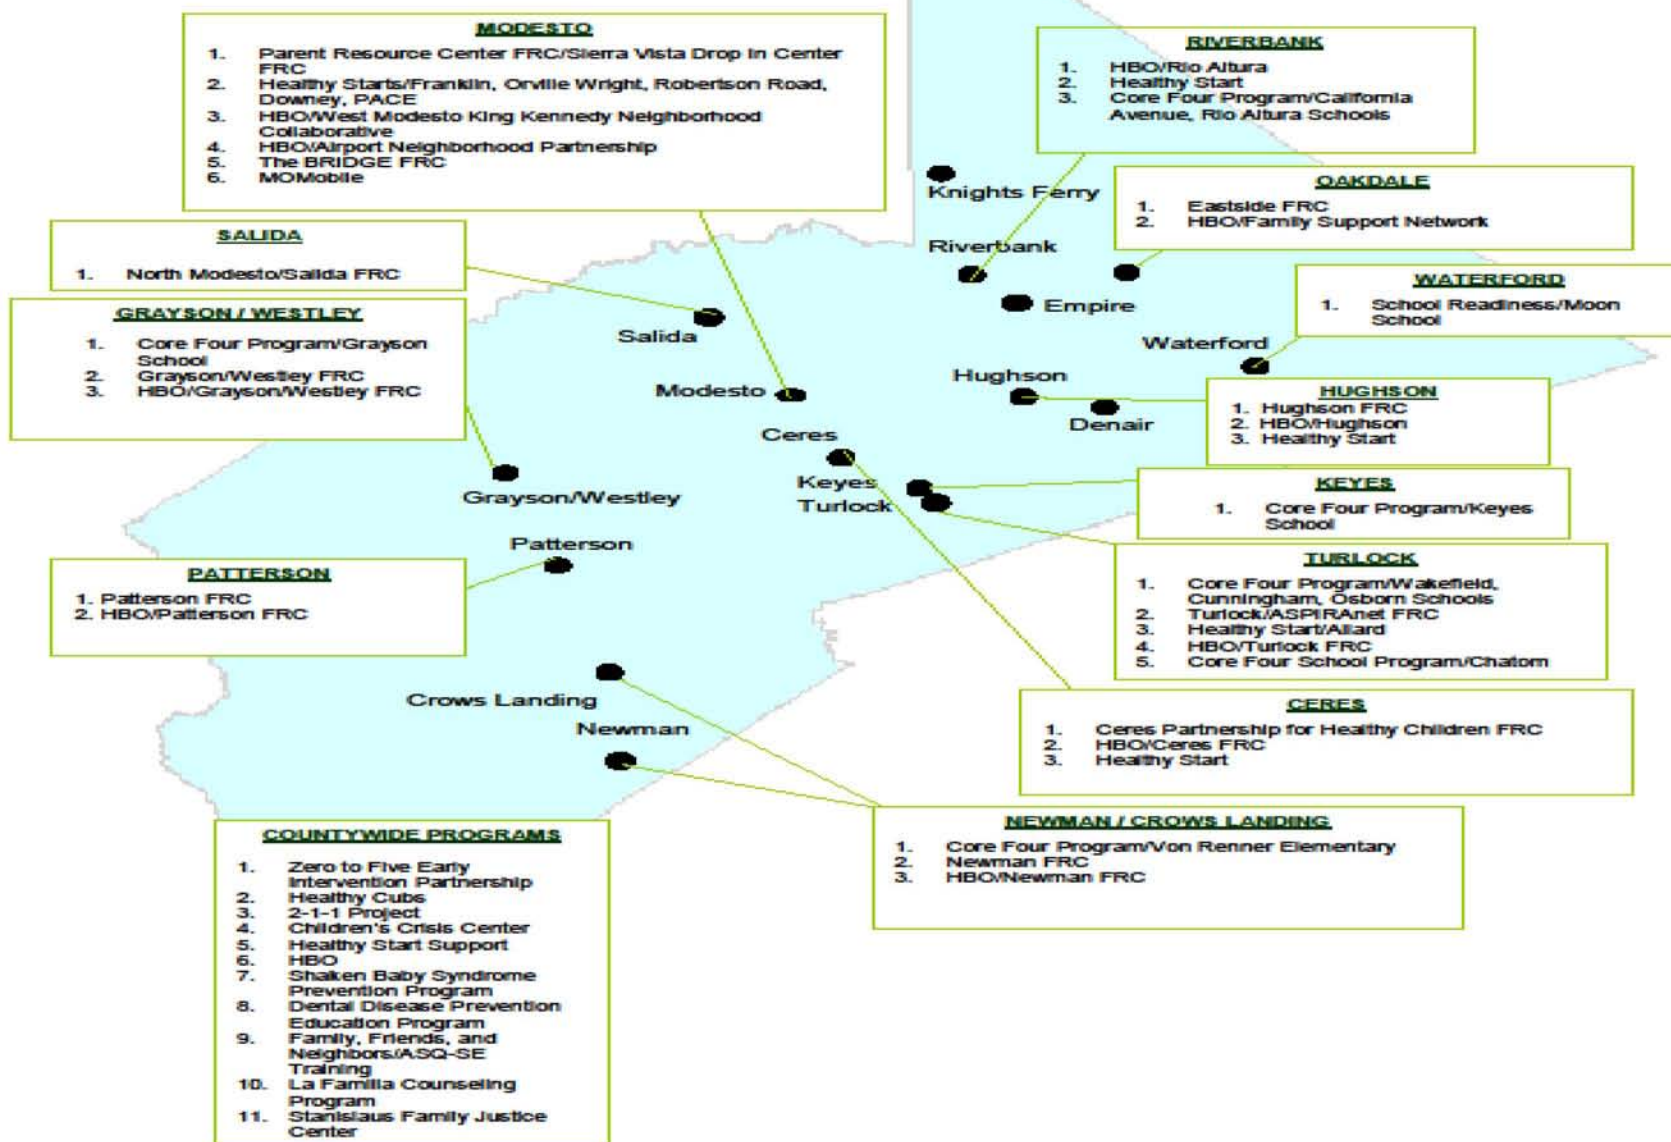 MODESTO
1. Parent Resource Center FRC/Sierra Vista Drop In Center
FRC
2. Healthy Starts/Franklin, Orville Wright, Robertson Road,
Downey, PACE
3. HBO/West Modesto King Kennedy Neighborhood
Collaborative
4. HBO/Airport Neighborhood Partnership
5. The BRIDGE FRC
6. MOMobile
RIVERBANK
1. HBO/Rio Altura
2. Healthy Start
3. Core Four Program/California
Avenue, Rio Altura Schools
Knights Ferry
OAKDALE
1. Eastside FRC
2. HBO/Family Support Network
SALIDA
1. North Modesto/Salida FRC
Riverbank
WATERFORD
1. School Readiness/Moon
School
Empire
GRAYSON / WESTLEY
1. Core Four Program/Grayson
School
2. Grayson/Westley FRC
3. HBO/Grayson/Westley FRC
Salida
Waterford
Modesto
Hughson
HUGHSON
1. Hughson FRC
2. HBO/Hughson
3. Healthy Start
Denair
Ceres
Keyes
Turlock
Grayson/Westley
KEYES
1. Core Four Program/Keyes
School
Patterson
PATTERSON
1. Patterson FRC
2. HBO/Patterson FRC
TURLOCK
1. Core Four Program/Wakefield,
Cunningham, Osborn Schools
2. Turlock/ASPIRAnet FRC
3. Healthy Start/Allard
4. HBO/Turlock FRC
5. Core Four School Program/Chatom
Crows Landing
Newman
CERES
1. Ceres Partnership for Healthy Children FRC
2. HBO/Ceres FRC
3. Healthy Start
NEWMAN / CROWS LANDING
1. Core Four Program/Von Renner Elementary
2. Newman FRC
3. HBO/Newman FRC
COUNTYWIDE PROGRAMS
1. Zero to Five Early
Intervention Partnership
2. Healthy Cubs
3. 2-1-1 Project
4. Children's Crisis Center
5. Healthy Start Support
6. HBO
7. Shaken Baby Syndrome
Prevention Program
8. Dental Disease Prevention
Education Program
9. Family, Friends, and
Neighbors/ASQ-SE
Training
10. La Familia Counseling
Program
11. Stanislaus Family Justice
Center